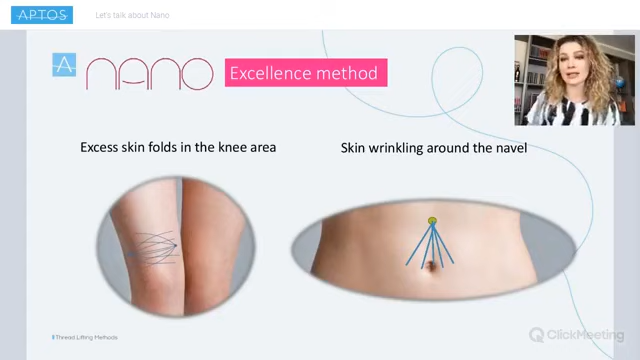 APTOS
Let's talk about Nano
A nano Excellence method
Excess skin folds in the knee area
Skin wrinkling around the navel
Thread Lifting Methods
ClickMeeting